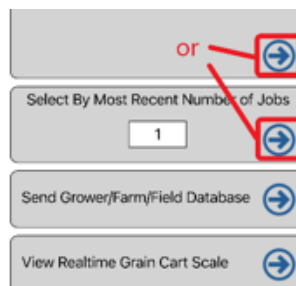 or
Select By Most Recent Number of Jobs
1
Send Grower/Farm/Field Database
View Realtime Grain Cart Scale